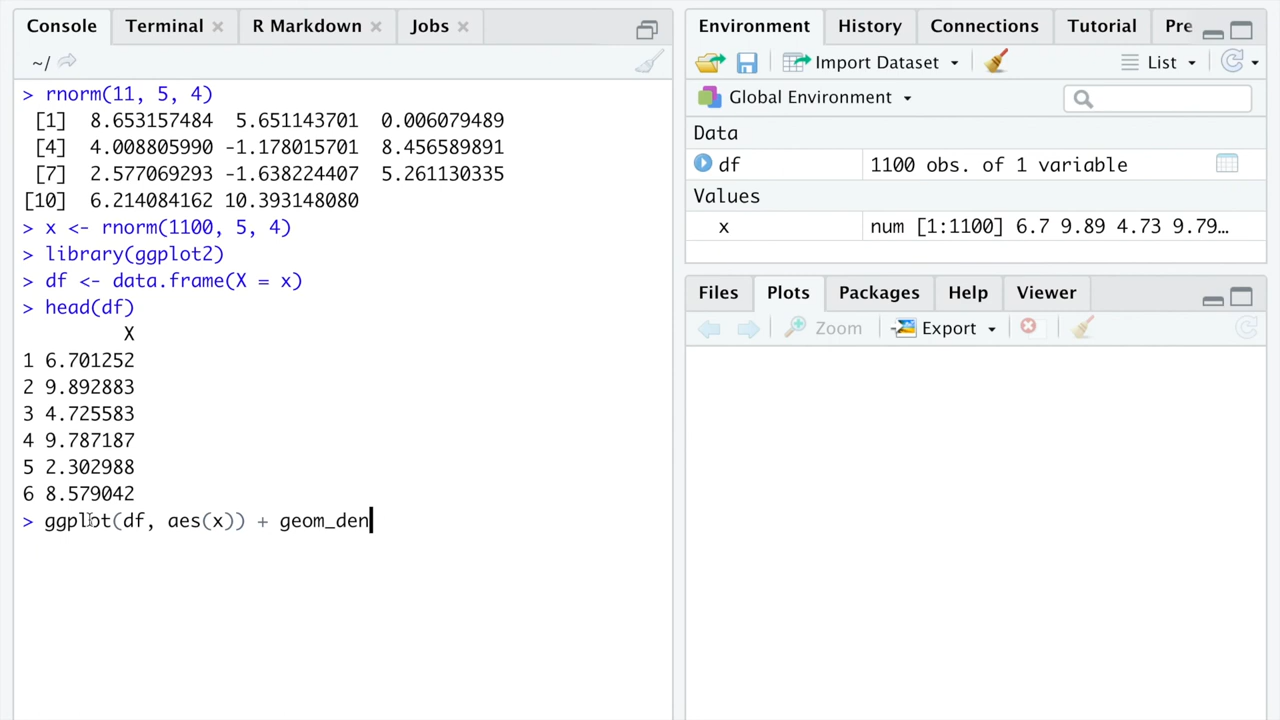 Console Terminal R Markdown Jobs
~/
> rnorm(11, 5, 4)
[1] 8.653157484 5.651143701 0.006079489
[4] 4.008805990 -1.178015701 8.456589891
[7] 2.577069293 -1.638224407 5.261130335
[10] 6.214084162 10.393148080
> x <- rnorm(1100, 5, 4)
> library(ggplot2)
> df <- data.frame(X = x)
> head(df)
X
1 6.701252
2 9.892883
3 4.725583
4 9.787187
5 2.302988
6 8.579042
> ggplot(df, aes(x)) + geom_den
Environment History Connections Tutorial Pre
Import Dataset List
Global Environment
Data
df 1100 obs. of 1 variable
Values
x num [1:1100] 6.7 9.89 4.73 9.79…
Files Plots Packages Help Viewer
Zoom Export